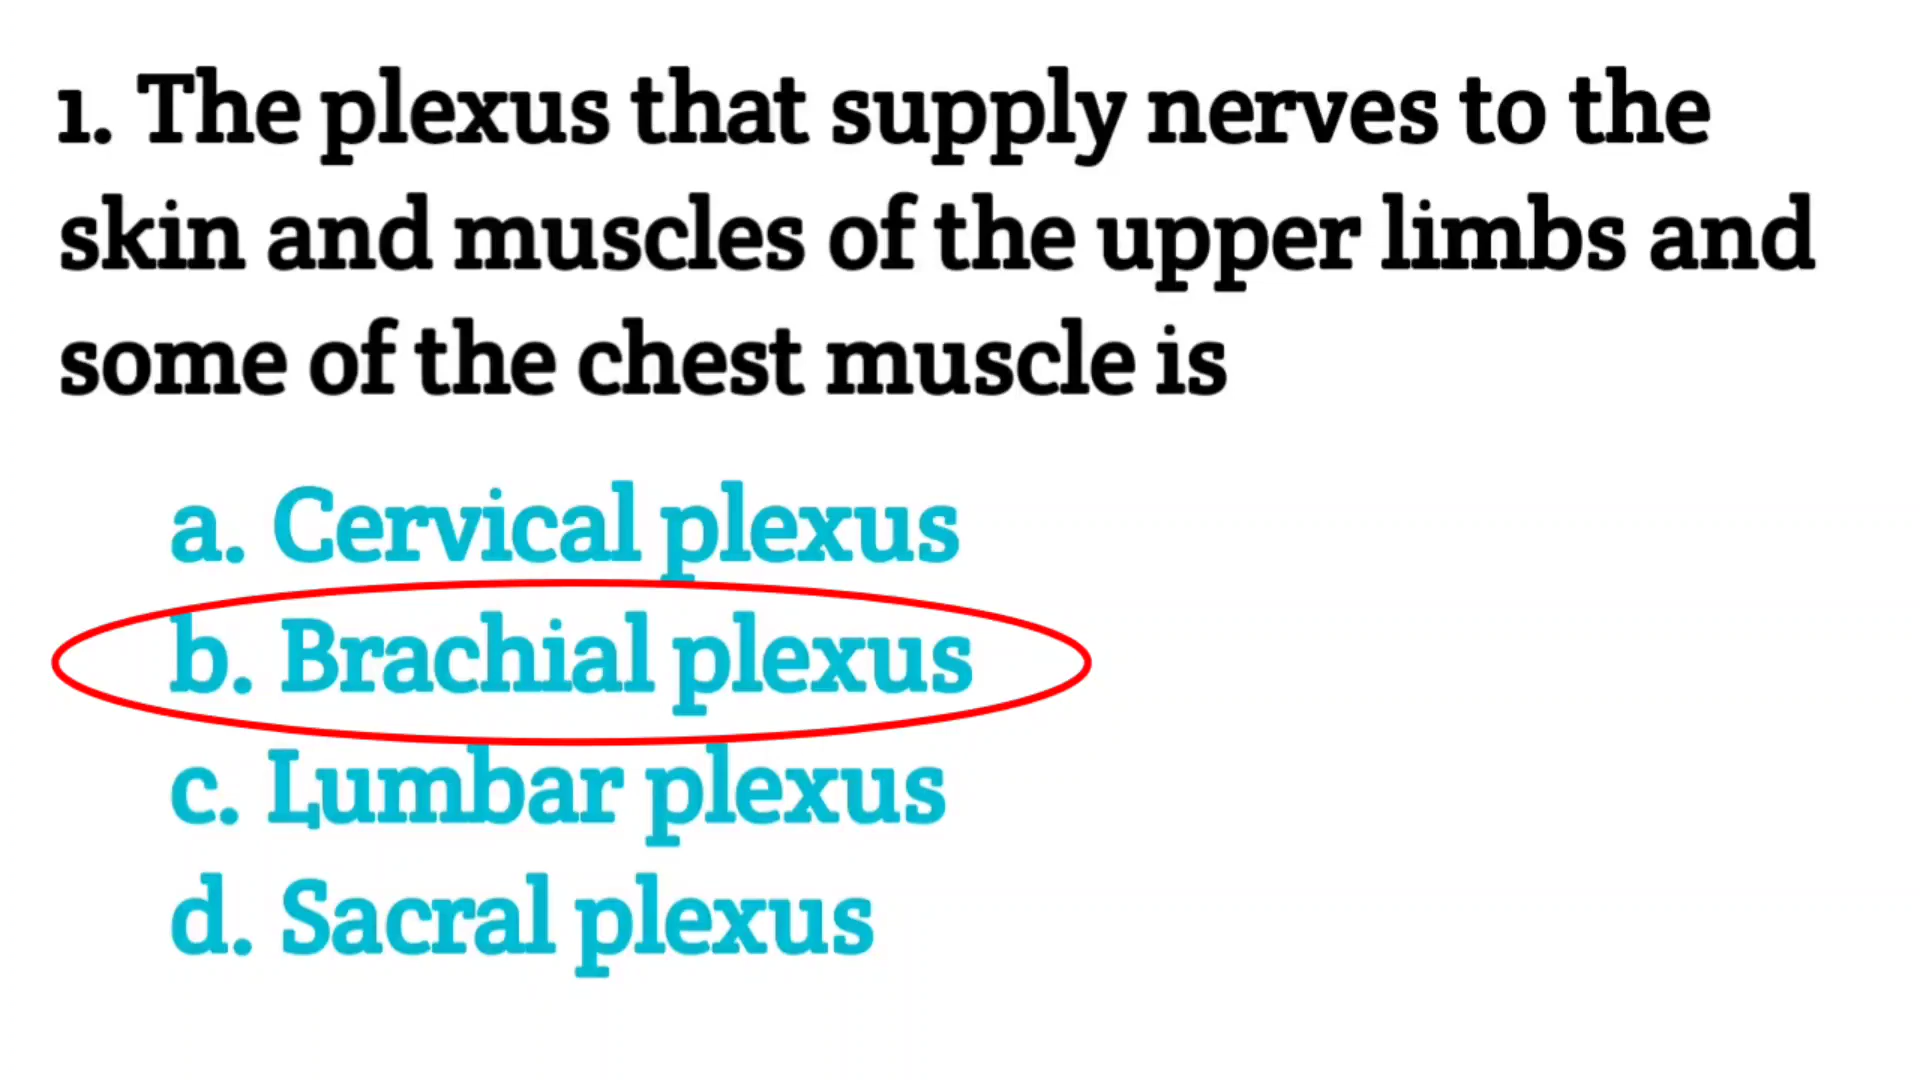 1. The plexus that supply nerves to the
skin and muscles of the upper limbs and
some of the chest muscle is
a. Cervical plexus
b. Brachial plexus
c. Lumbar plexus
d. Sacral plexus